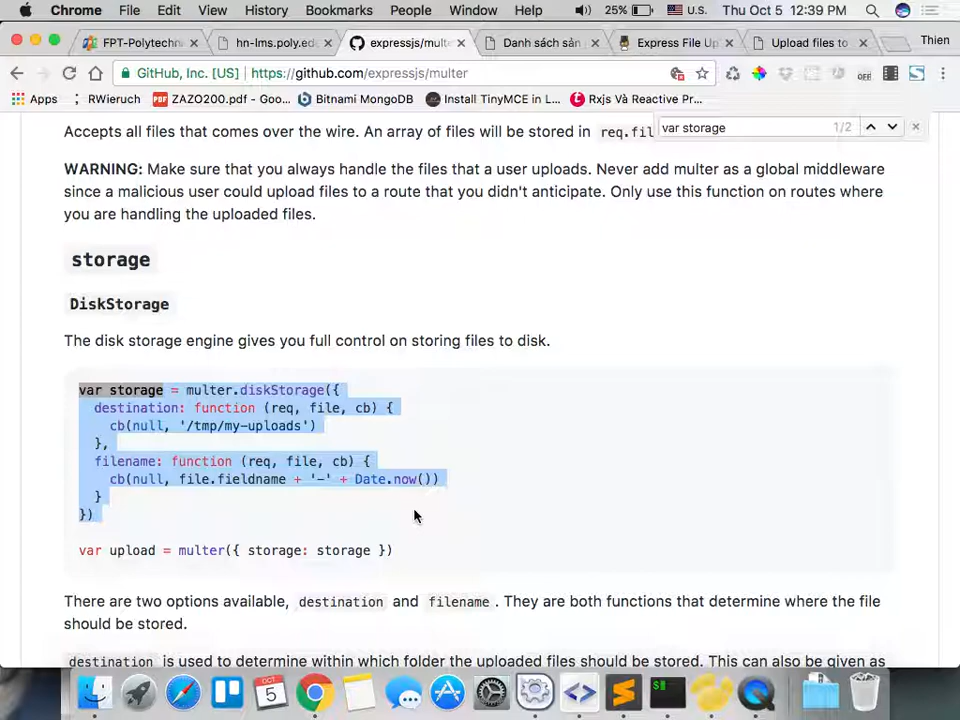 Chrome File Edit View History Bookmarks People Window Help 25% U.S. Thu Oct 5 12:39 PM
FPT-Polytechn hn-lms.poly.ed expressjs/mult Danh sách sản Express File Up Upload files to Thien
GitHub, Inc. [US] https://github.com/expressjs/multer OFF
Apps RWieruch ZAZO200.pdf - Goo... Bitnami MongoDB Install TinyMCE in L... Rxjs Và Reactive Pr...
var storage 1/2
Accepts all files that comes over the wire. An array of files will be stored in req.fil
WARNING: Make sure that you always handle the files that a user uploads. Never add multer as a global middleware
since a malicious user could upload files to a route that you didn't anticipate. Only use this function on routes where
you are handling the uploaded files.
storage
DiskStorage
The disk storage engine gives you full control on storing files to disk.
var storage = multer.diskStorage({
destination: function (req, file, cb) {
cb(null, '/tmp/my-uploads')
},
filename: function (req, file, cb) {
cb(null, file.fieldname + '-' + Date.now())
}
})
var upload = multer({ storage: storage })
There are two options available, destination and filename. They are both functions that determine where the file
should be stored.
destination is used to determine within which folder the uploaded files should be stored. This can also be given as
OCT
5